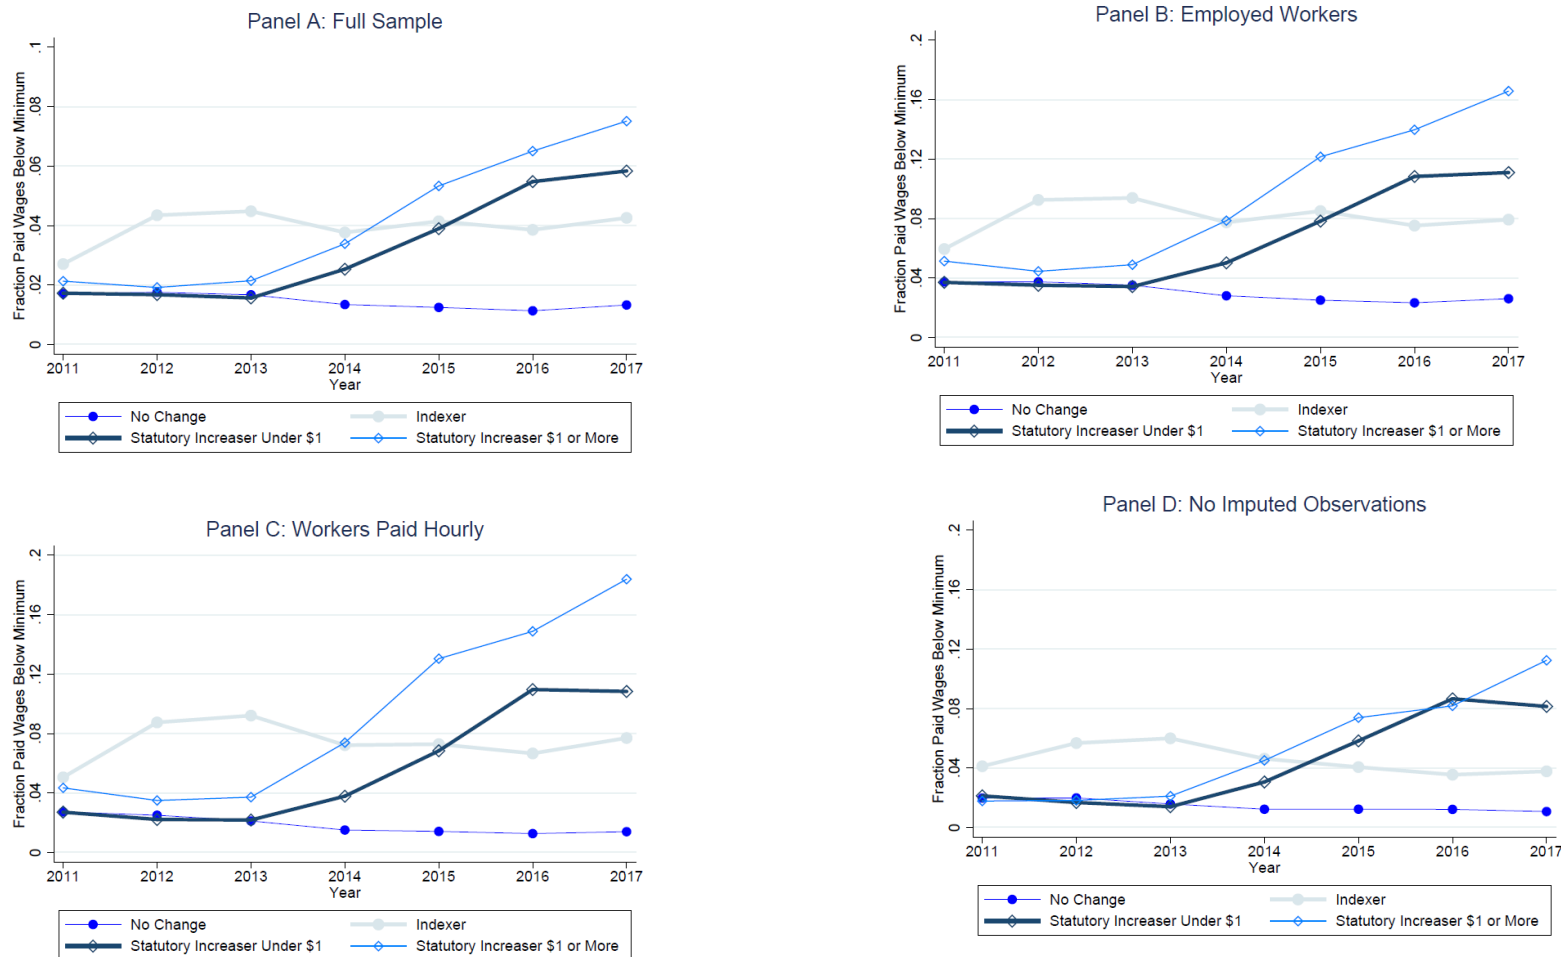 Panel A: Full Sample
Fraction Paid Wages Below Minimum
.1
.08
.06
.04
.02
0
2011 2012 2013 2014 2015 2016 2017
Year
No Change Indexer
Statutory Increaser Under $1 Statutory Increaser $1 or More
Panel B: Employed Workers
Fraction Paid Wages Below Minimum
.2
.16
.12
.08
.04
0
2011 2012 2013 2014 2015 2016 2017
Year
No Change Indexer
Statutory Increaser Under $1 Statutory Increaser $1 or More
Panel C: Workers Paid Hourly
Fraction Paid Wages Below Minimum
.2
.16
.12
.08
.04
0
2011 2012 2013 2014 2015 2016 2017
Year
No Change Indexer
Statutory Increaser Under $1 Statutory Increaser $1 or More
Panel D: No Imputed Observations
Fraction Paid Wages Below Minimum
.2
.16
.12
.08
.04
0
2011 2012 2013 2014 2015 2016 2017
Year
No Change Indexer
Statutory Increaser Under $1 Statutory Increaser $1 or More